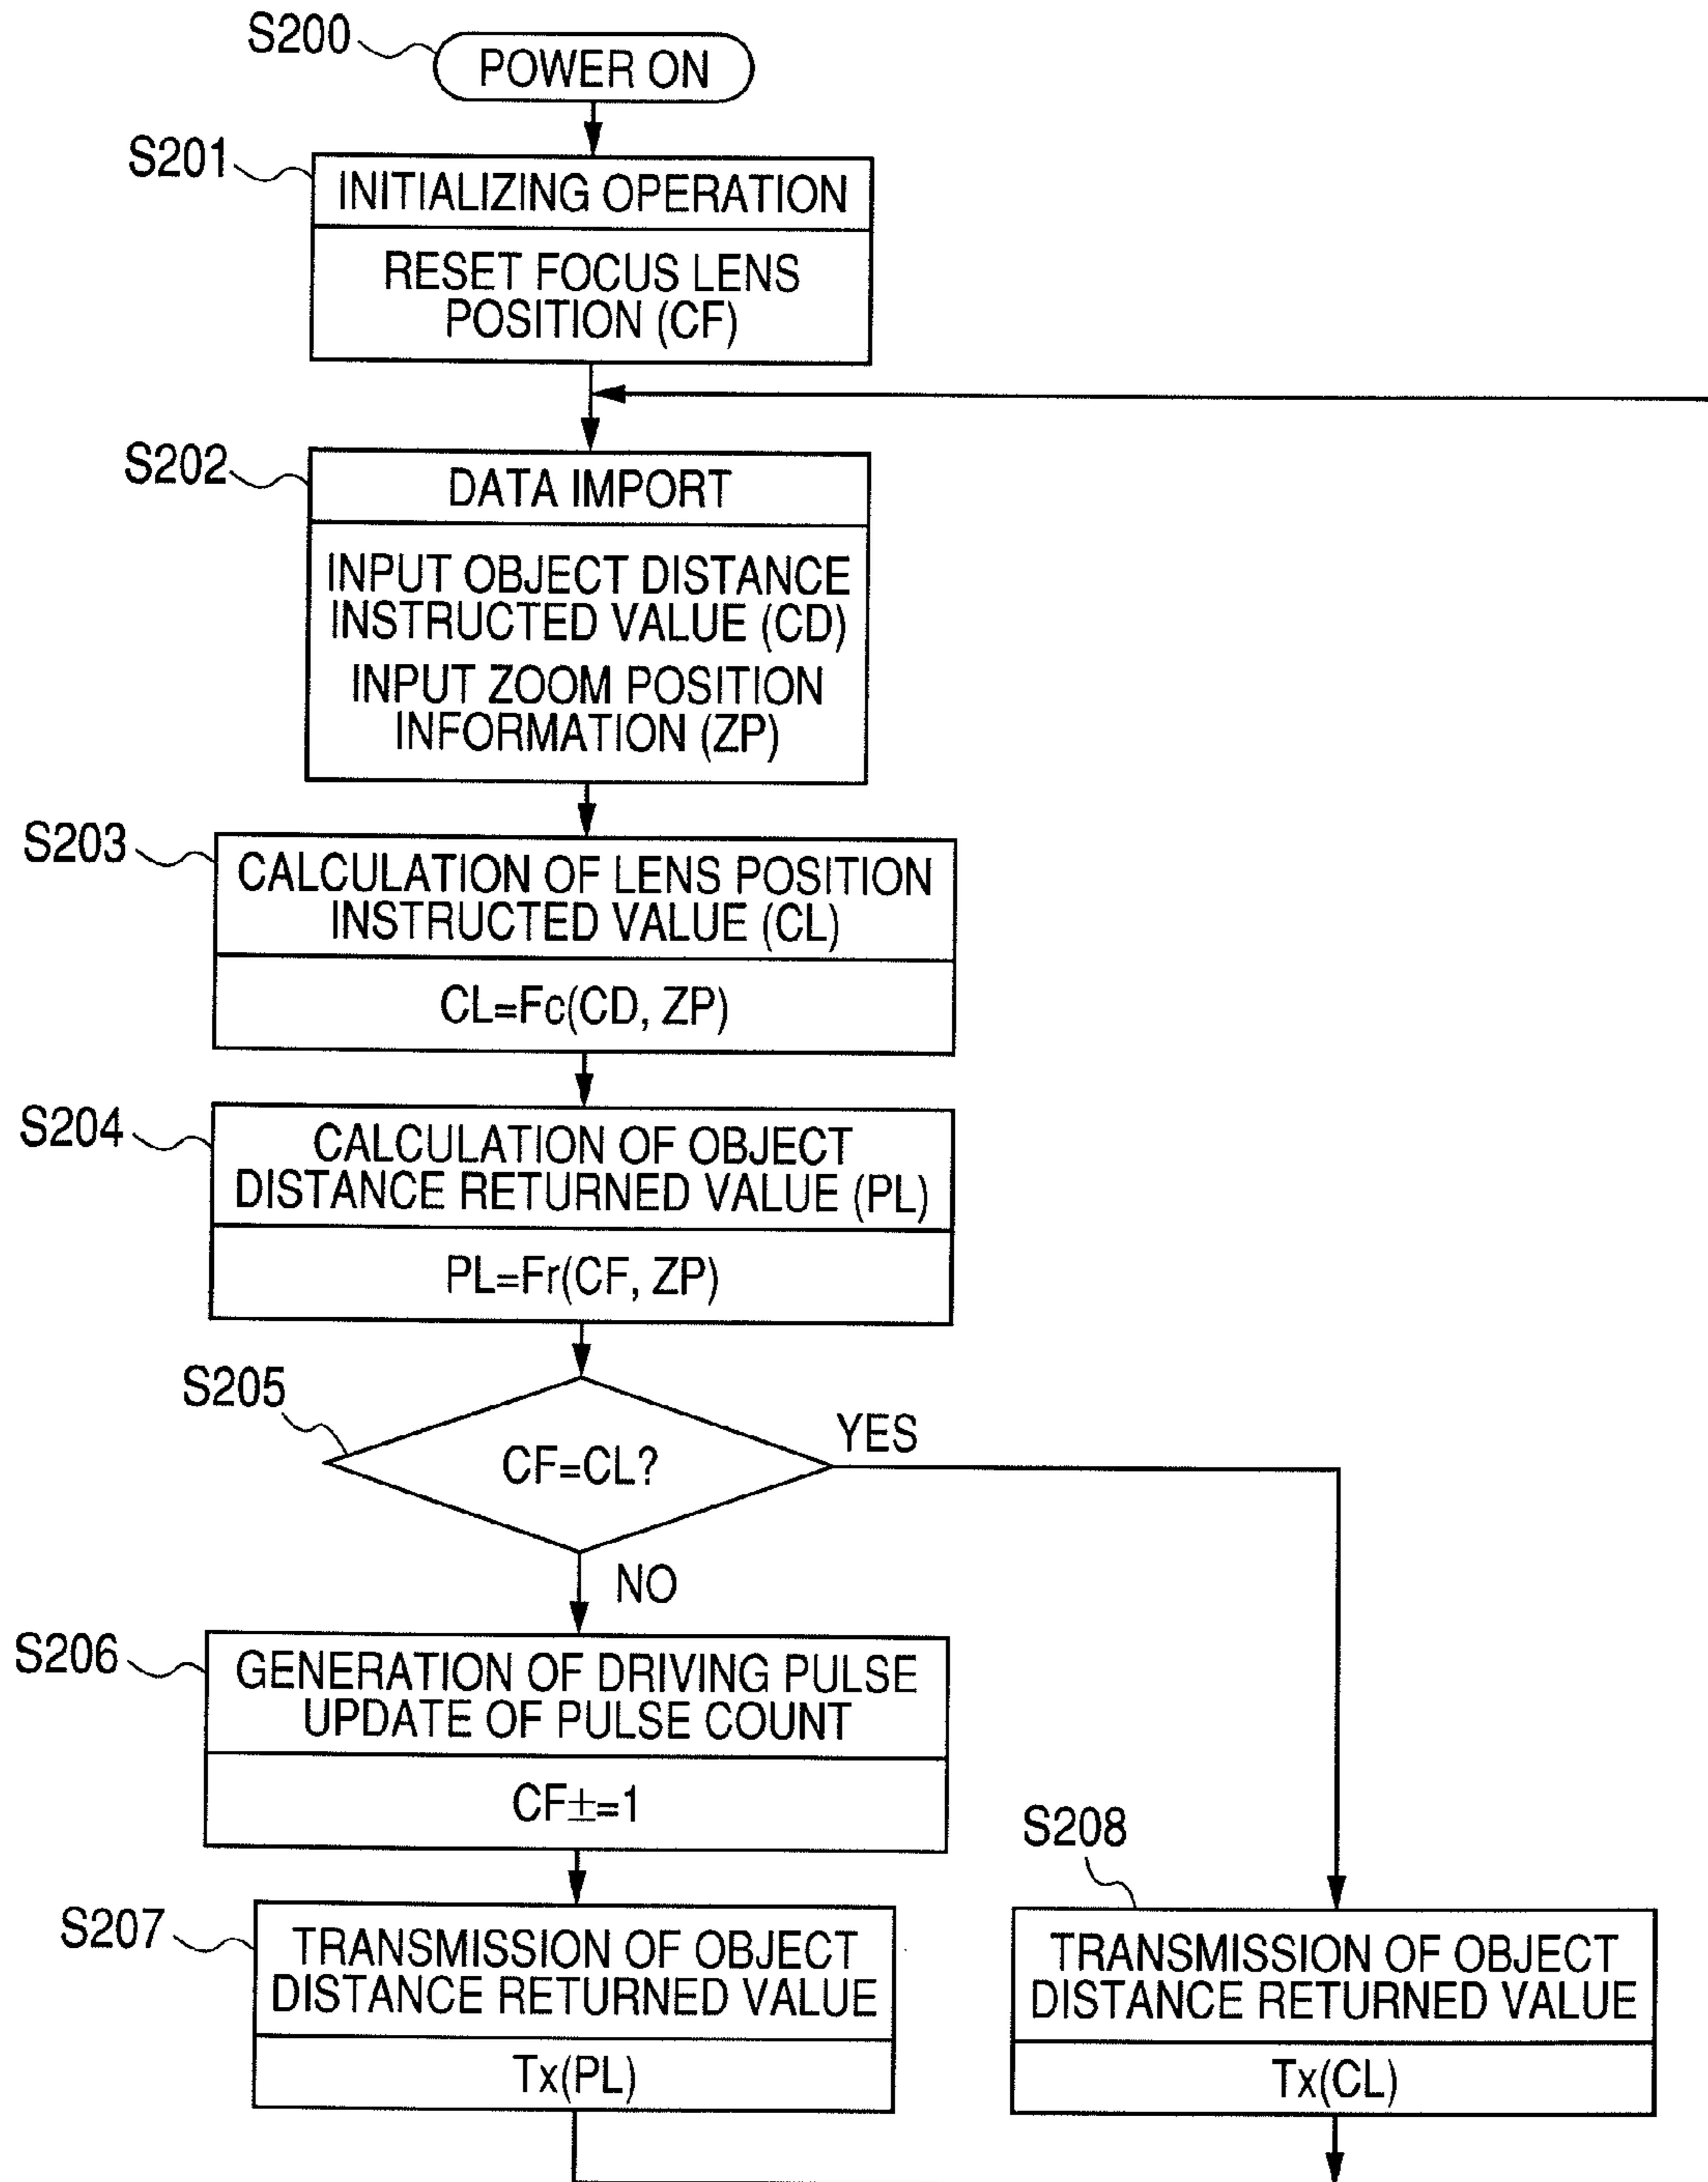 S200
POWER ON
S201
INITIALIZING OPERATION
RESET FOCUS LENS
POSITION (CF)
S202
DATA IMPORT
INPUT OBJECT DISTANCE
INSTRUCTED VALUE (CD)
INPUT ZOOM POSITION
INFORMATION (ZP)
S203
CALCULATION OF LENS POSITION
INSTRUCTED VALUE (CL)
CL=Fc(CD, ZP)
S204
CALCULATION OF OBJECT
DISTANCE RETURNED VALUE (PL)
PL=Fr(CF, ZP)
S205
CF=CL?
YES
NO
S206
GENERATION OF DRIVING PULSE
UPDATE OF PULSE COUNT
CF±=1
S207
TRANSMISSION OF OBJECT
DISTANCE RETURNED VALUE
Tx(PL)
S208
TRANSMISSION OF OBJECT
DISTANCE RETURNED VALUE
Tx(CL)